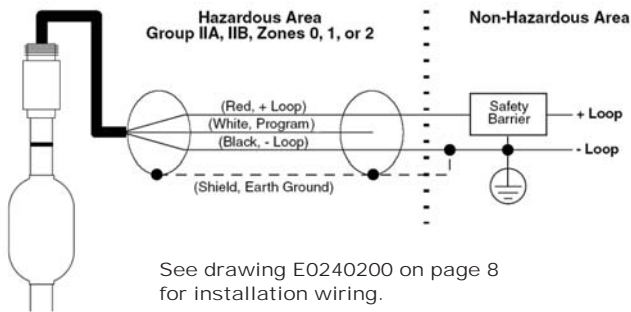 Hazardous Area
Group IIA, IIB, Zones 0, 1, or 2
Non-Hazardous Area
(Red, + Loop)
(White, Program)
(Black, - Loop)
(Shield, Earth Ground)
Safety
Barrier
+ Loop
- Loop
See drawing E0240200 on page 8
for installation wiring.